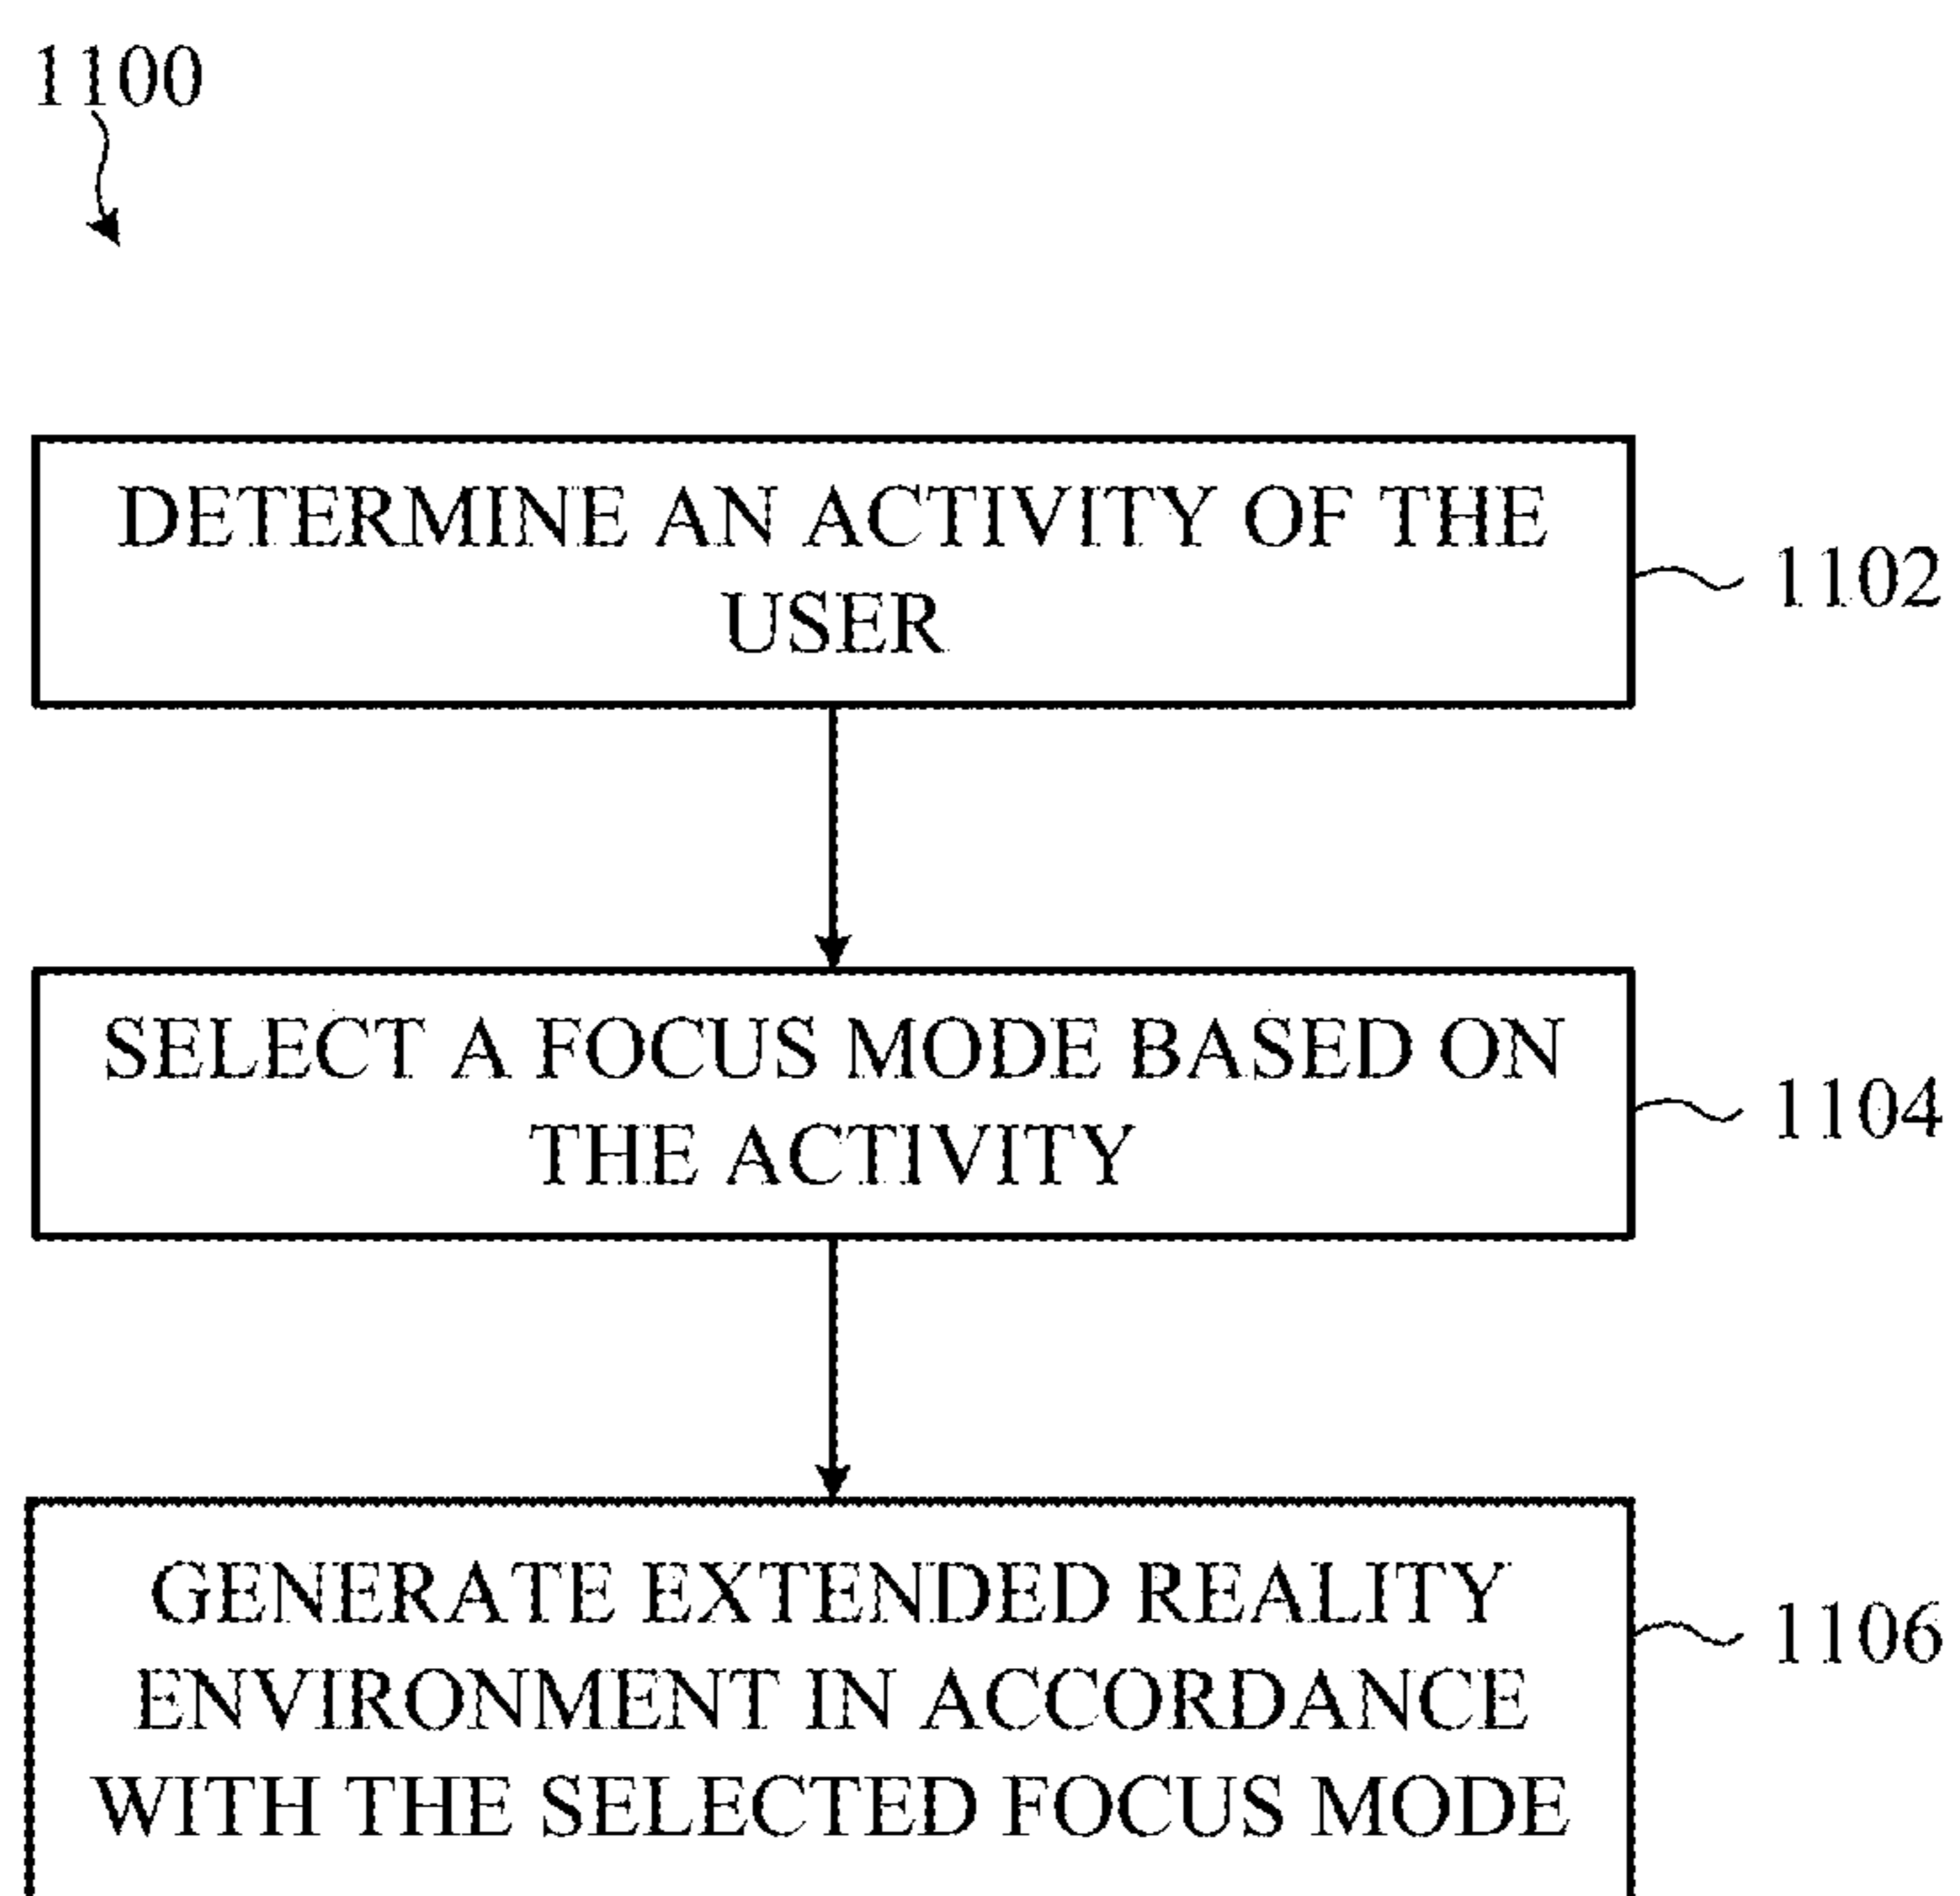 1100
DETERMINE AN ACTIVITY OF THE
USER
1102
SELECT A FOCUS MODE BASED ON
THE ACTIVITY
1104
GENERATE EXTENDED REALITY
ENVIRONMENT IN ACCORDANCE
WITH THE SELECTED FOCUS MODE
1106